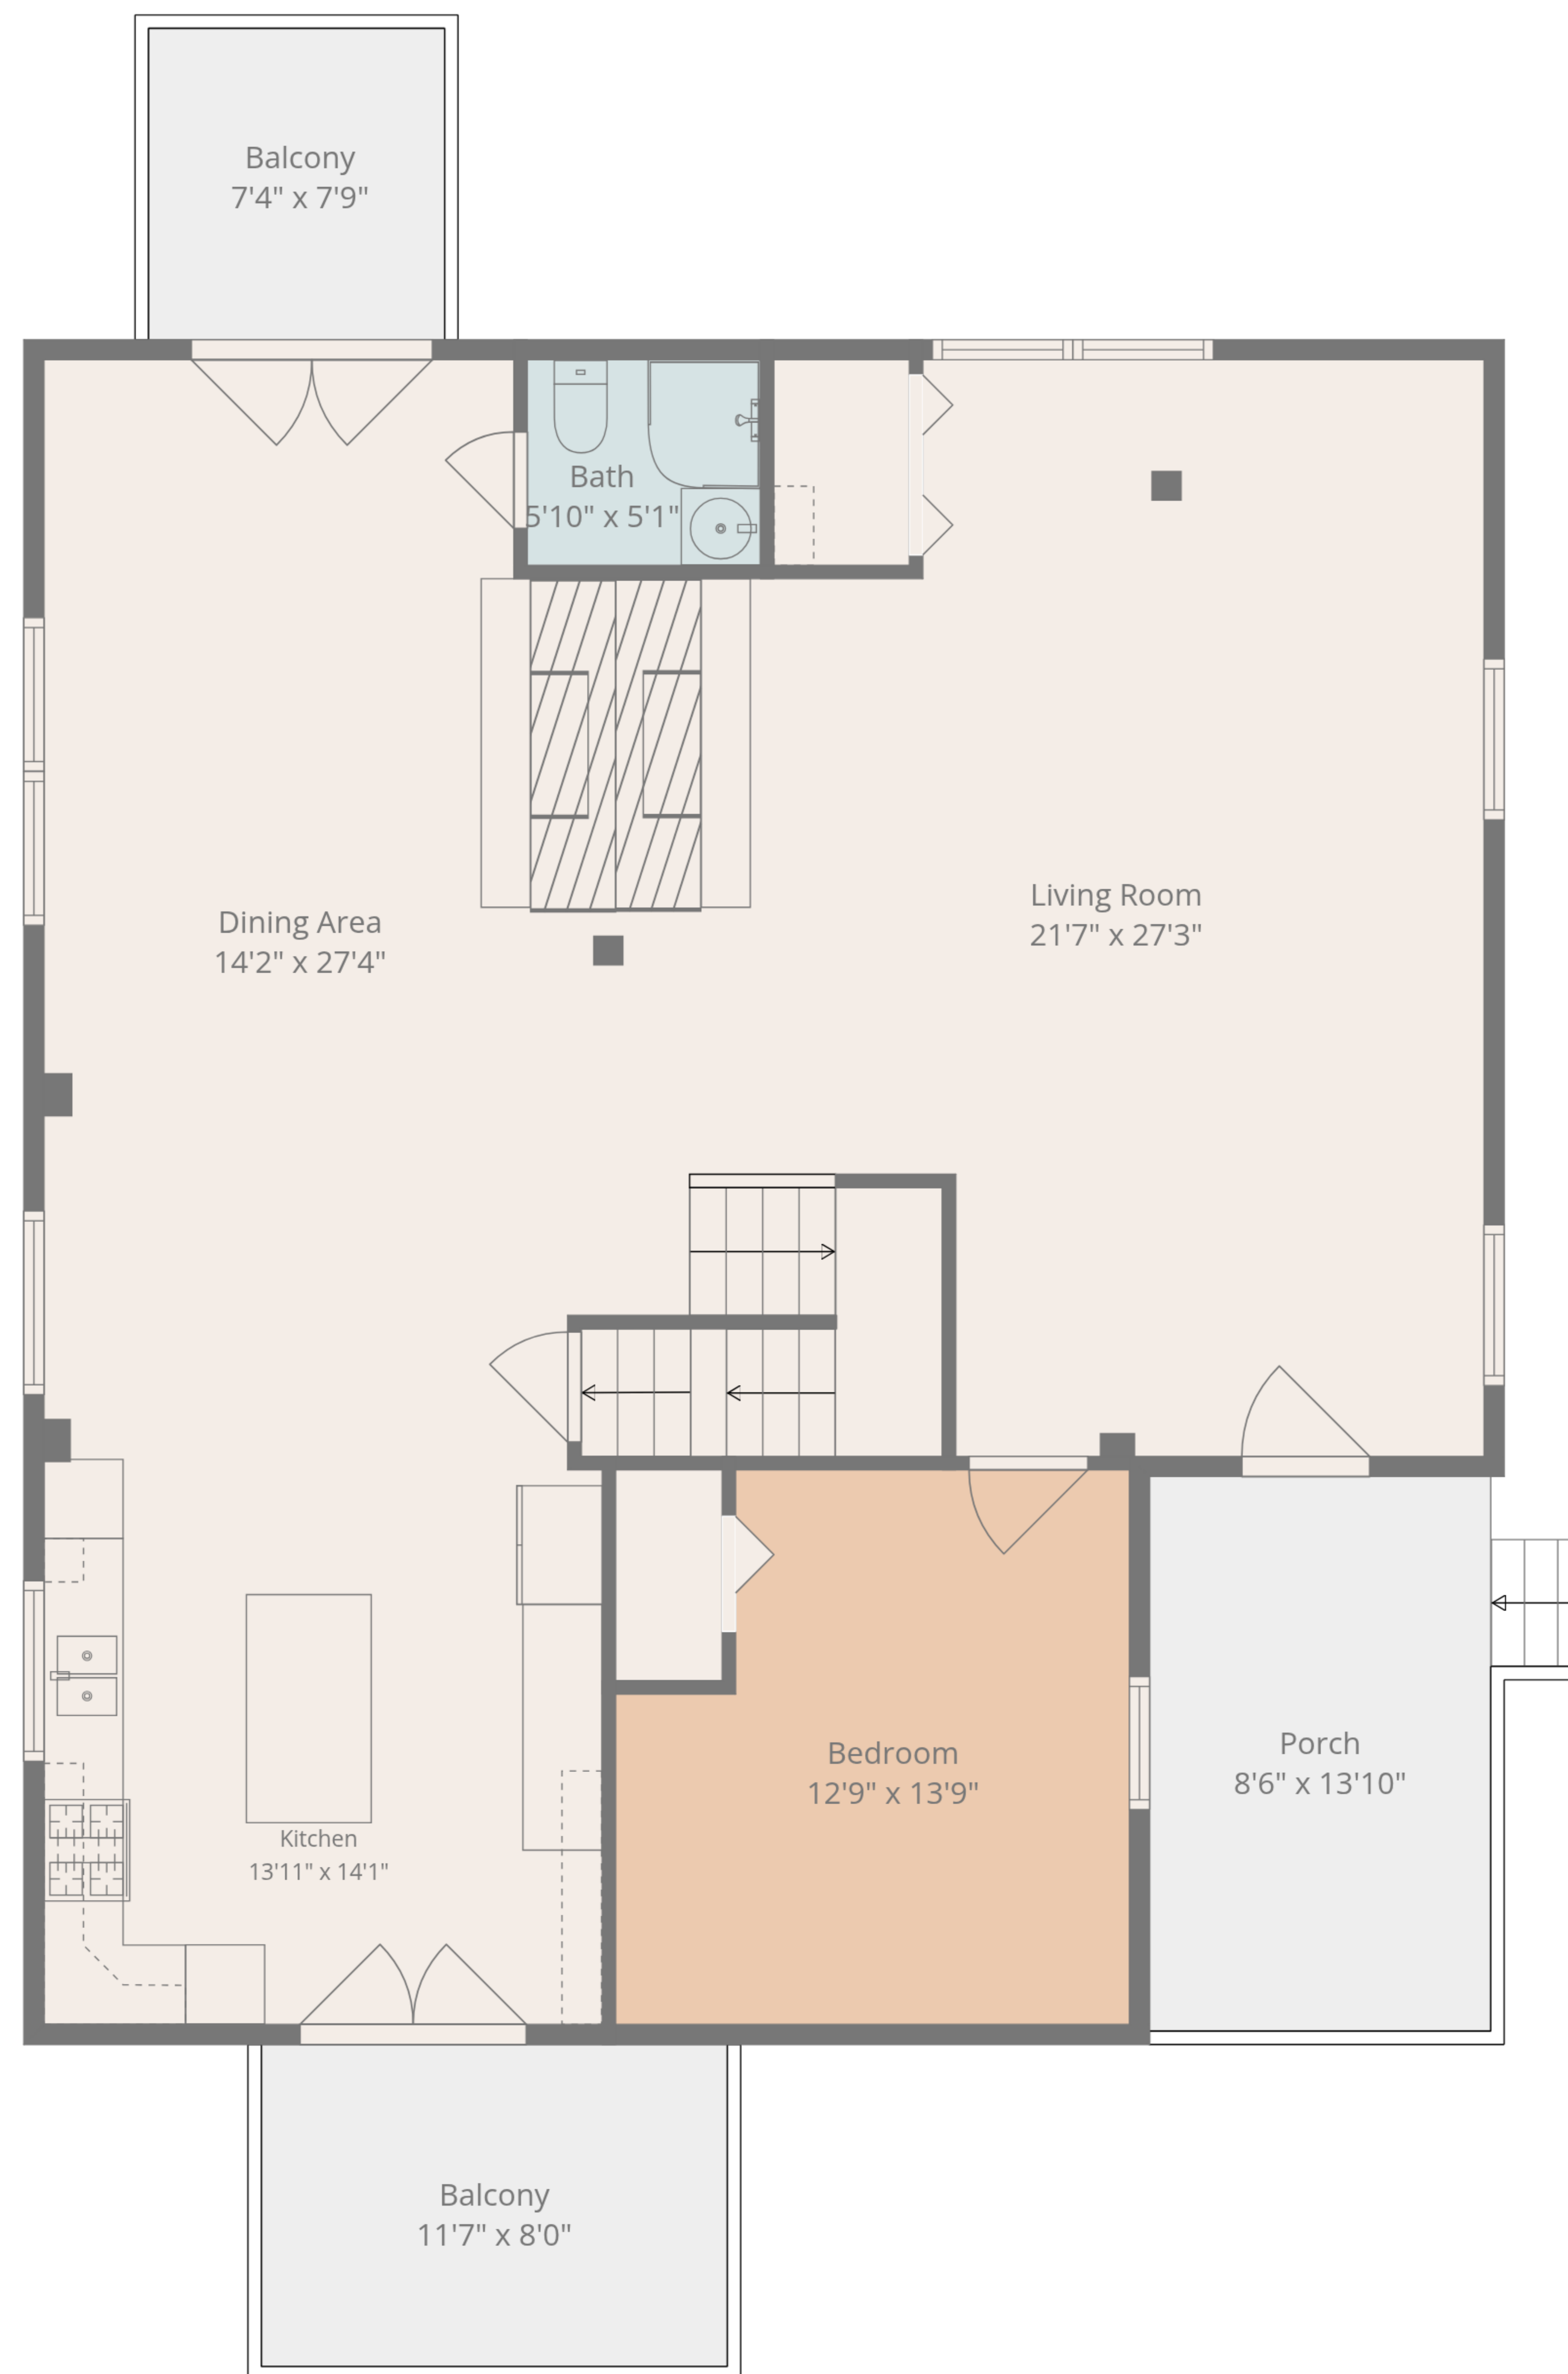 Balcony
7'4" x 7'9"
Bath
5'10" x 5'1"
Living Room
21'7" x 27'3"
Dining Area
14'2" x 27'4"
Bedroom
12'9" x 13'9"
Porch
8'6" x 13'10"
Kitchen
13'11" x 14'1"
Balcony
11'7" x 8'0"